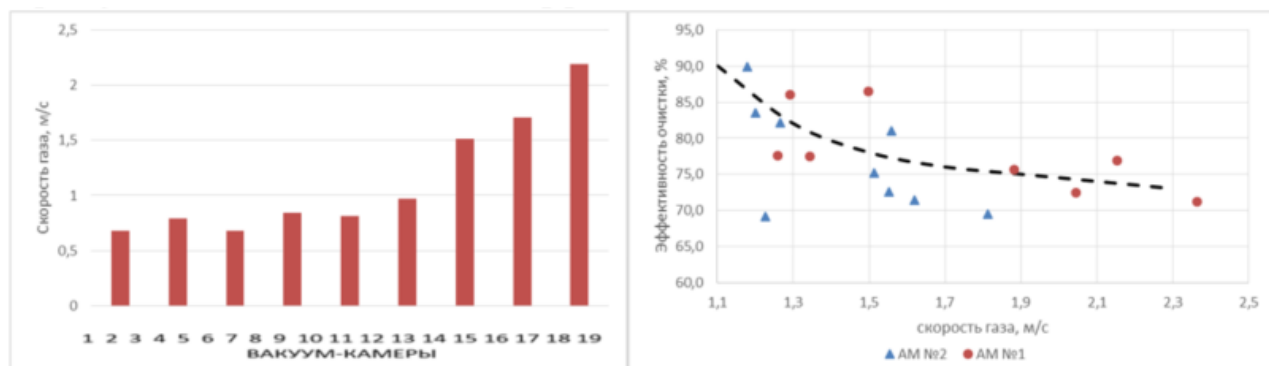 2,5
2
1,5
1
0,5
0
Скорость газа, м/с
1 2 3 4 5 6 7 8 9 10 11 12 13 14 15 16 17 18 19
ВАКУУМ-КАМЕРЫ
95,0
90,0
85,0
80,0
75,0
70,0
65,0
60,0
Эффективность очистки, %
1,1 1,3 1,5 1,7 1,9 2,1 2,3 2,5
скорость газа, м/с
АМ №2 АМ №1